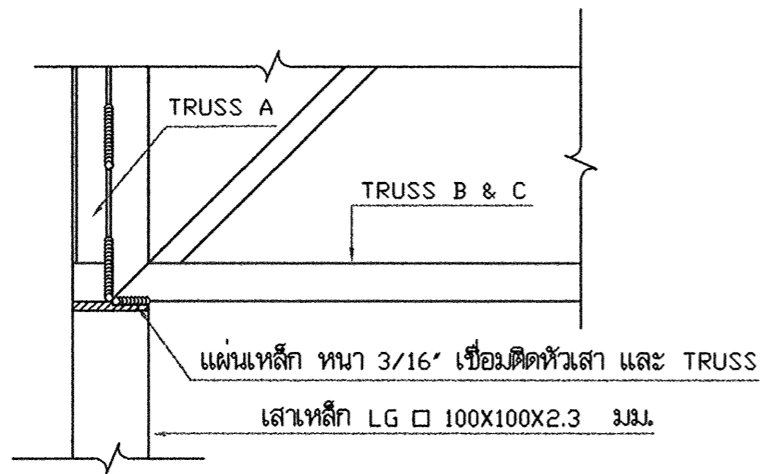 TRUSS A
TRUSS B & C
แผ่นเหล็ก หนา 3/16" เชื่อมติดหัวเสา และ TRUSS
เสาเหล็ก LG □ 100X100X2.3 มม.